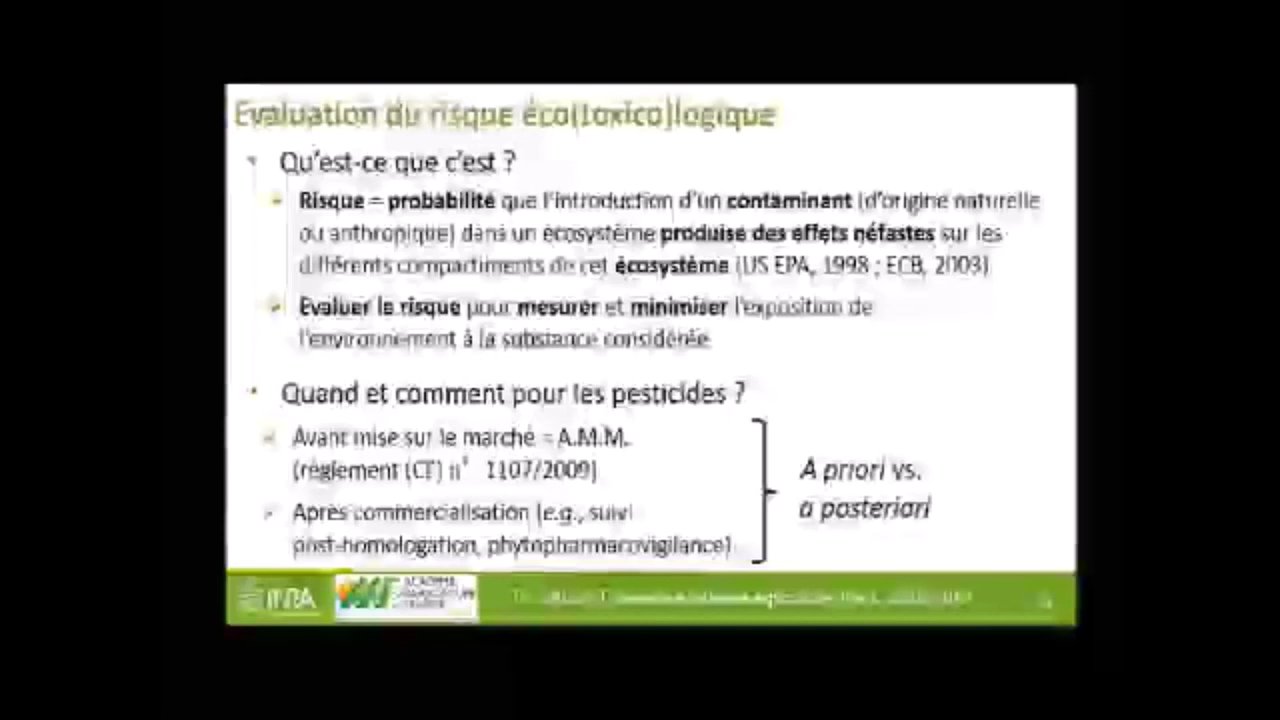 Evaluation du risque éco(toxico)logique
Qu'est-ce que c'est ?
Risque = probabilité que l'introduction d'un contaminant (d'origine naturelle
ou anthropique) dans un écosystème produise des effets néfastes sur les
différents compartiments de cet écosystème (US EPA, 1998 ; ECB, 2003)
Evaluer le risque pour mesurer et minimiser l'exposition de
l'environnement à la substance considérée
Quand et comment pour les pesticides ?
Avant mise sur le marché = A.M.M.
(règlement (CE) n° 1107/2009)
Après commercialisation (e.g., suivi
post-homologation, phytopharmacovigilance)
A priori vs.
a posteriori
INRA